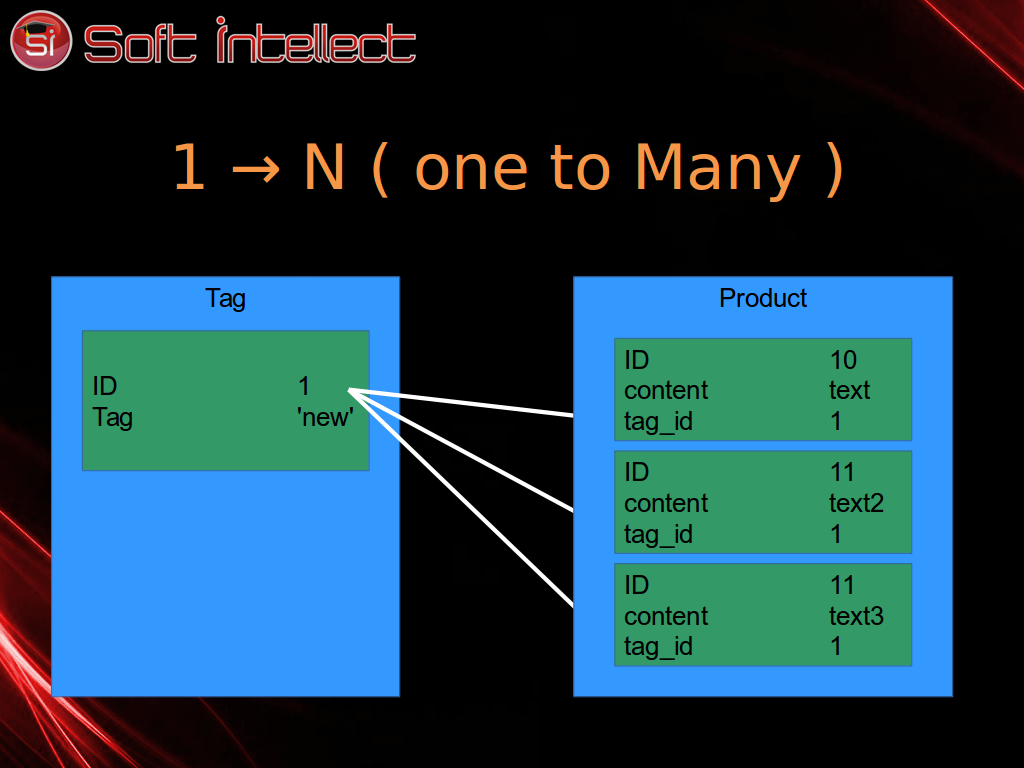 Si Soft Intellect
1 → N ( one to Many )
Tag
ID 1
Tag 'new'
Product
ID 10
content text
tag_id 1
ID 11
content text2
tag_id 1
ID 11
content text3
tag_id 1